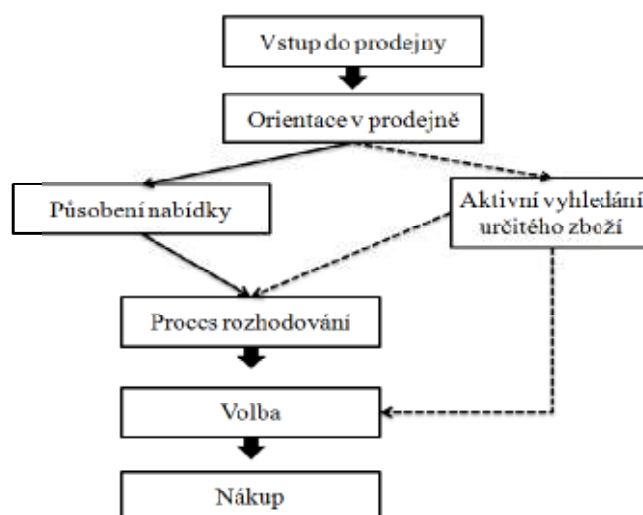 Vstup do prodejny
Orientace v prodejně
Působení nabídky
Aktivní vyhledání
určitého zboží
Proces rozhodování
Volba
Nákup